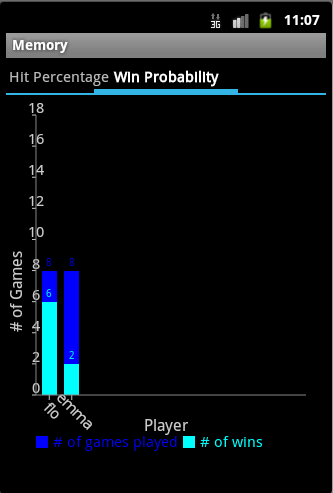 3G 11:07
Memory
Hit Percentage Win Probability
18
16
14
12
10
8
6
4
2
0
# of Games
8 8
6
2
flo emma
Player
# of games played # of wins